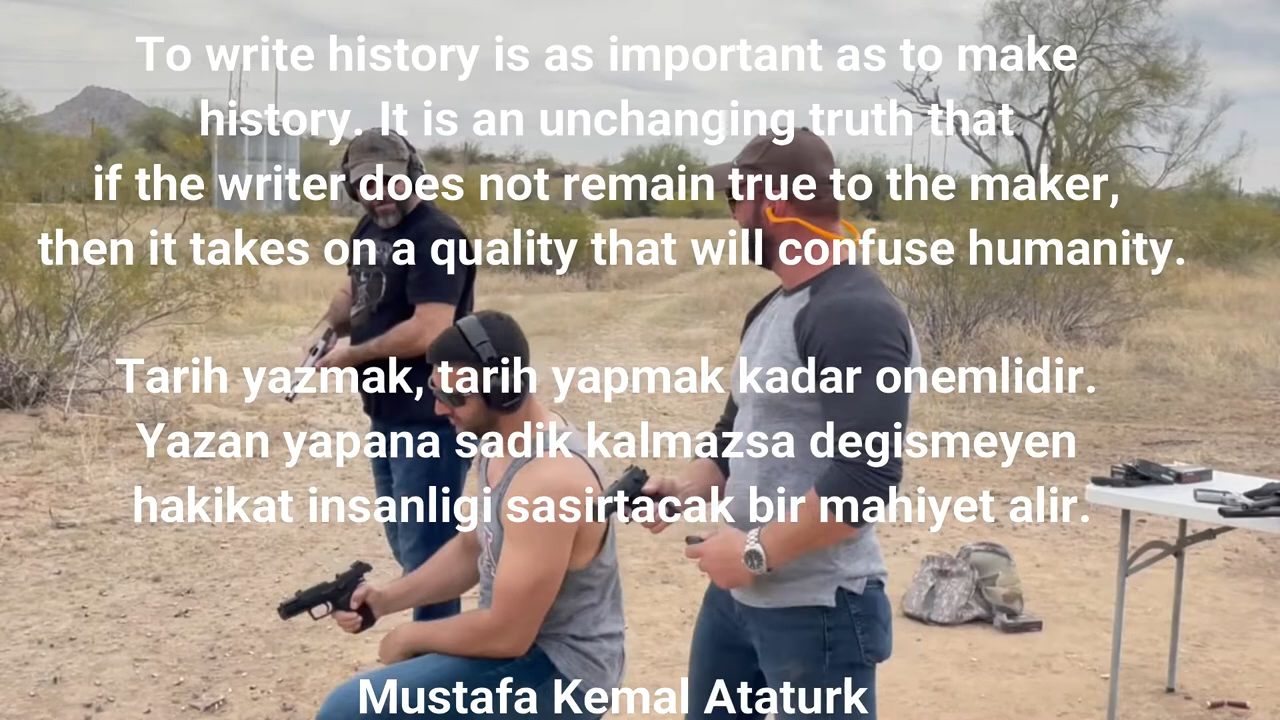 To write history is as important as to make
history. It is an unchanging truth that
if the writer does not remain true to the maker,
then it takes on a quality that will confuse humanity.
Tarih yazmak, tarih yapmak kadar onemlidir.
Yazan yapana sadik kalmazsa degismeyen
hakikat insanligi sasirtacak bir mahiyet alir.
Mustafa Kemal Ataturk